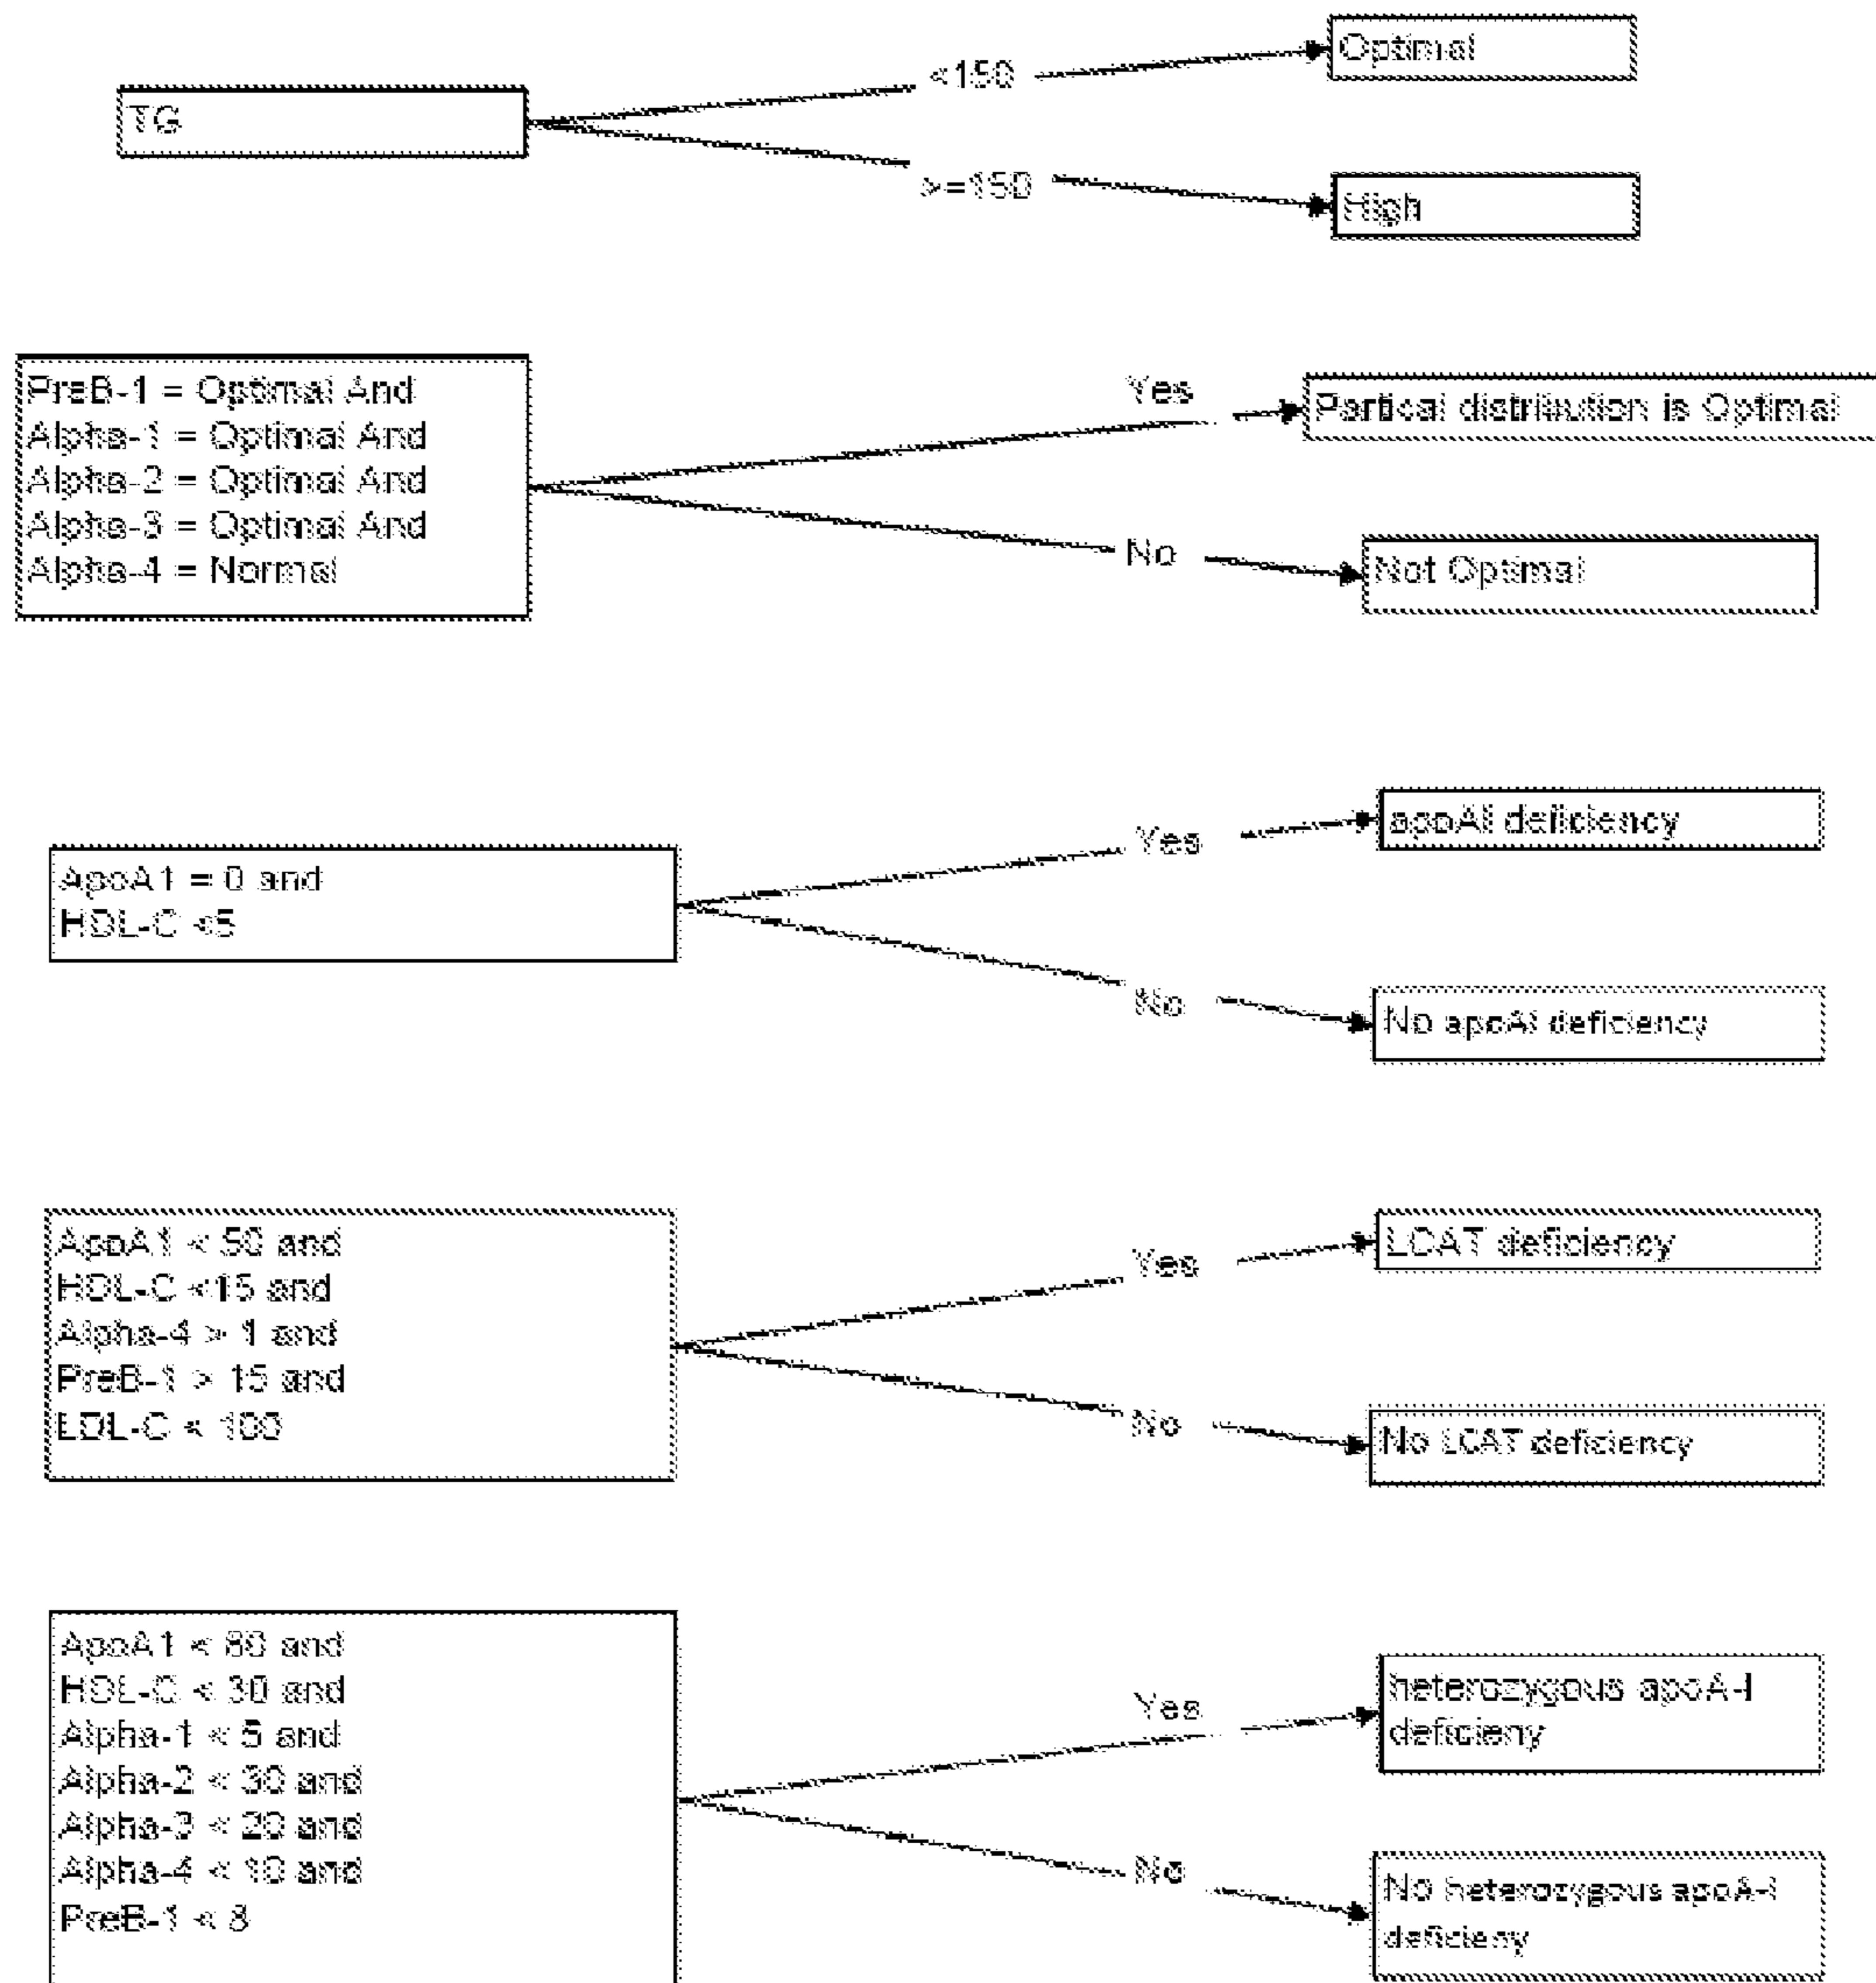 TG
<150
Optimal
>=150
High
PreB-1 = Optimal And
Alpha-1 = Optimal And
Alpha-2 = Optimal And
Alpha-3 = Optimal And
Alpha-4 = Normal
Yes
Partical distribution is Optimal
No
Not Optimal
ApoA1 = 0 and
HDL-C <5
Yes
apoAI deficiency
No
No apoAI deficiency
ApoA1 < 50 and
HDL-C <15 and
Alpha-4 > 1 and
PreB-1 > 15 and
LDL-C < 100
Yes
LCAT deficiency
No
No LCAT deficiency
ApoA1 < 80 and
HDL-C < 30 and
Alpha-1 < 5 and
Alpha-2 < 30 and
Alpha-3 < 20 and
Alpha-4 < 10 and
PreB-1 < 8
Yes
heterozygous apoA-I
deficieny
No
No heterozygous apoA-I
deficieny